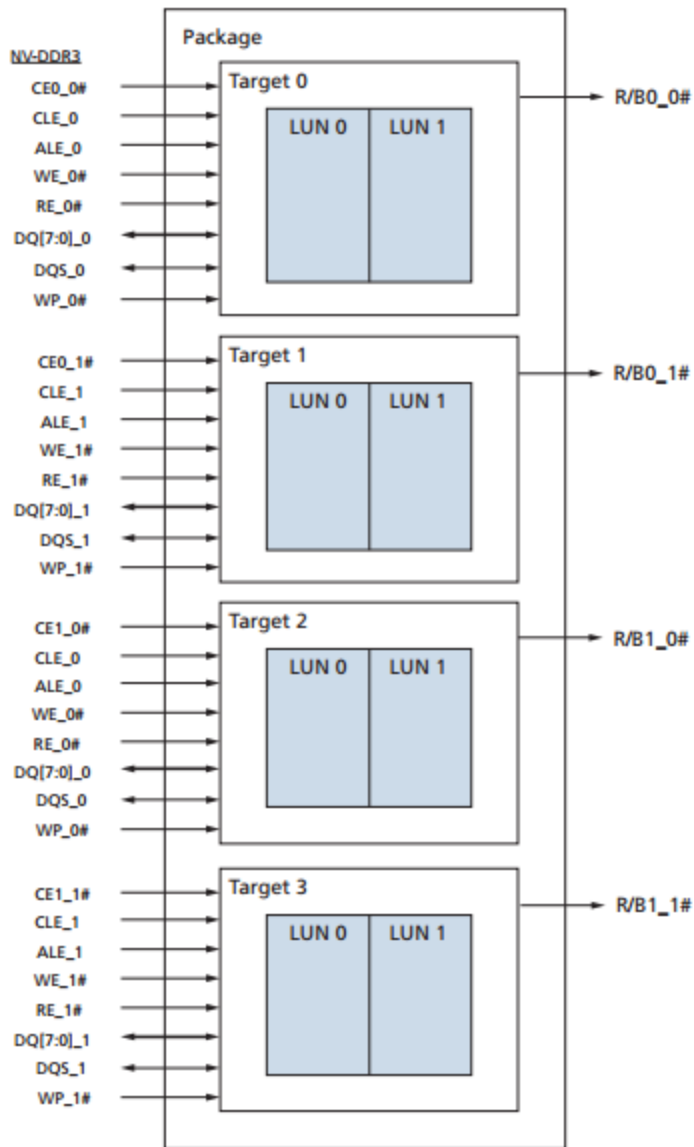 Package
NV-DDR3
Target 0
CE0_0#
R/B0_0#
CLE_0
LUN 0 LUN 1
ALE_0
WE_0#
RE_0#
DQ[7:0]_0
DQS_0
WP_0#
Target 1
CE0_1#
R/B0_1#
CLE_1
LUN 0 LUN 1
ALE_1
WE_1#
RE_1#
DQ[7:0]_1
DQS_1
WP_1#
Target 2
CE1_0#
R/B1_0#
CLE_0
LUN 0 LUN 1
ALE_0
WE_0#
RE_0#
DQ[7:0]_0
DQS_0
WP_0#
Target 3
CE1_1#
R/B1_1#
CLE_1
LUN 0 LUN 1
ALE_1
WE_1#
RE_1#
DQ[7:0]_1
DQS_1
WP_1#